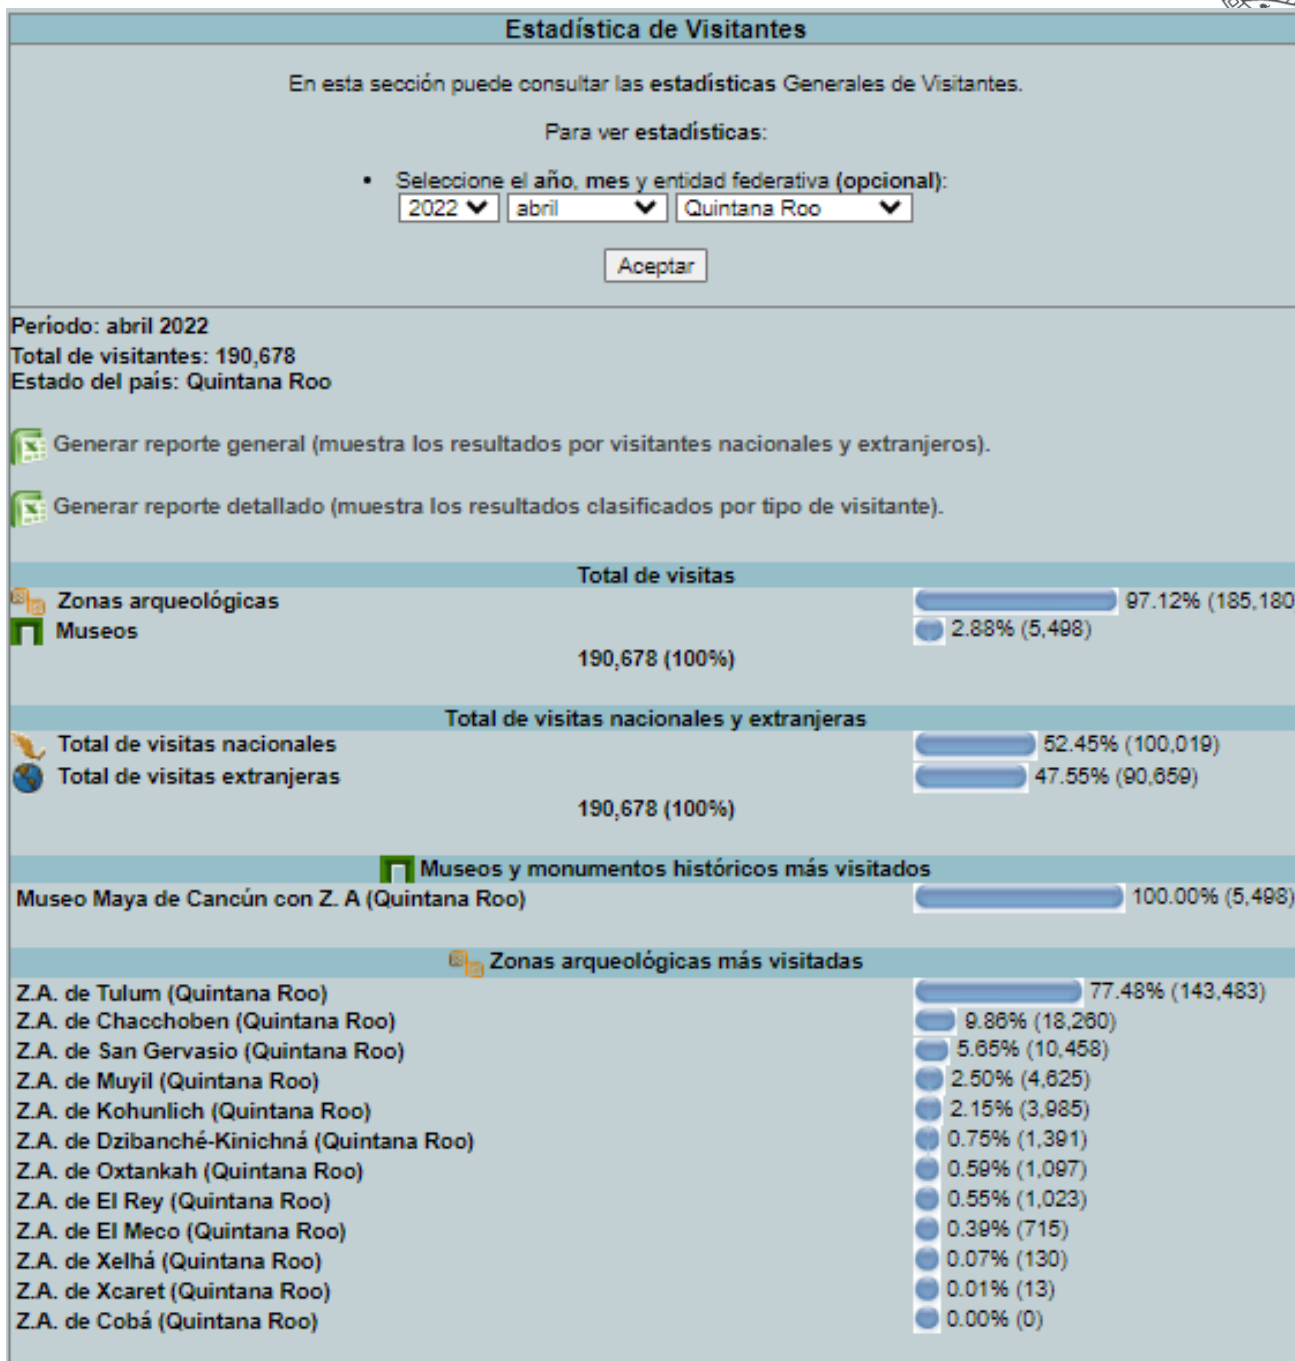 Estadística de Visitantes
En esta sección puede consultar las estadísticas Generales de Visitantes.
Para ver estadísticas:
• Seleccione el año, mes y entidad federativa (opcional):
2022 abril Quintana Roo
Aceptar
Período: abril 2022
Total de visitantes: 190,678
Estado del país: Quintana Roo
Generar reporte general (muestra los resultados por visitantes nacionales y extranjeros).
Generar reporte detallado (muestra los resultados clasificados por tipo de visitante).
Total de visitas
Zonas arqueológicas 97.12% (185,180
Museos 2.88% (5,498)
190,678 (100%)
Total de visitas nacionales y extranjeras
Total de visitas nacionales 52.45% (100,019)
Total de visitas extranjeras 47.55% (90,659)
190,678 (100%)
Museos y monumentos históricos más visitados
Museo Maya de Cancún con Z. A (Quintana Roo) 100.00% (5,498)
Zonas arqueológicas más visitadas
Z.A. de Tulum (Quintana Roo) 77.48% (143,483)
Z.A. de Chacchoben (Quintana Roo) 9.86% (18,260)
Z.A. de San Gervasio (Quintana Roo) 5.65% (10,458)
Z.A. de Muyil (Quintana Roo) 2.50% (4,625)
Z.A. de Kohunlich (Quintana Roo) 2.15% (3,985)
Z.A. de Dzibanché-Kinichná (Quintana Roo) 0.75% (1,391)
Z.A. de Oxtankah (Quintana Roo) 0.59% (1,097)
Z.A. de El Rey (Quintana Roo) 0.55% (1,023)
Z.A. de El Meco (Quintana Roo) 0.39% (715)
Z.A. de Xelhá (Quintana Roo) 0.07% (130)
Z.A. de Xcaret (Quintana Roo) 0.01% (13)
Z.A. de Cobá (Quintana Roo) 0.00% (0)